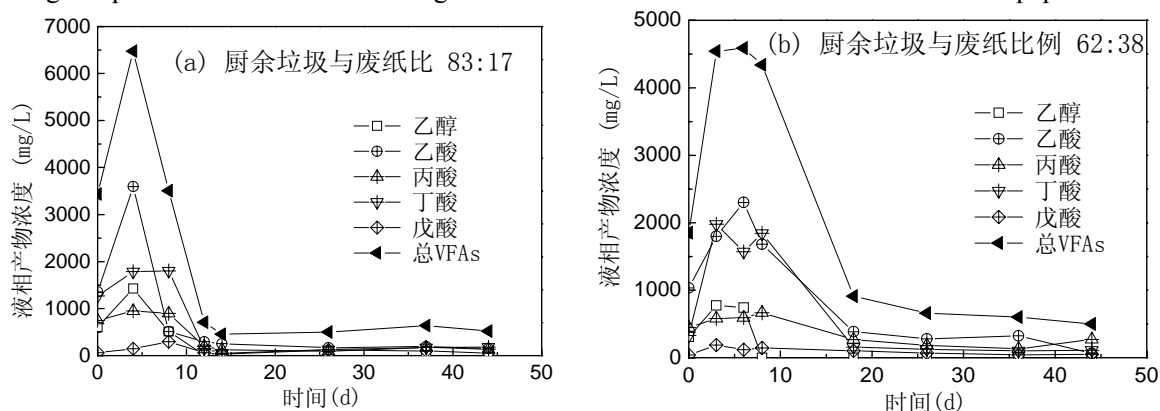 7000
6000
5000
4000
3000
2000
1000
0
液相产物浓度 (mg/L)
(a) 厨余垃圾与废纸比 83:17
乙醇
乙酸
丙酸
丁酸
戊酸
总VFAs
0 10 20 30 40 50
时间(d)
5000
4000
3000
2000
1000
0
液相产物浓度 (mg/L)
(b) 厨余垃圾与废纸比例 62:38
乙醇
乙酸
丙酸
丁酸
戊酸
总VFAs
0 10 20 30 40 50
时间(d)